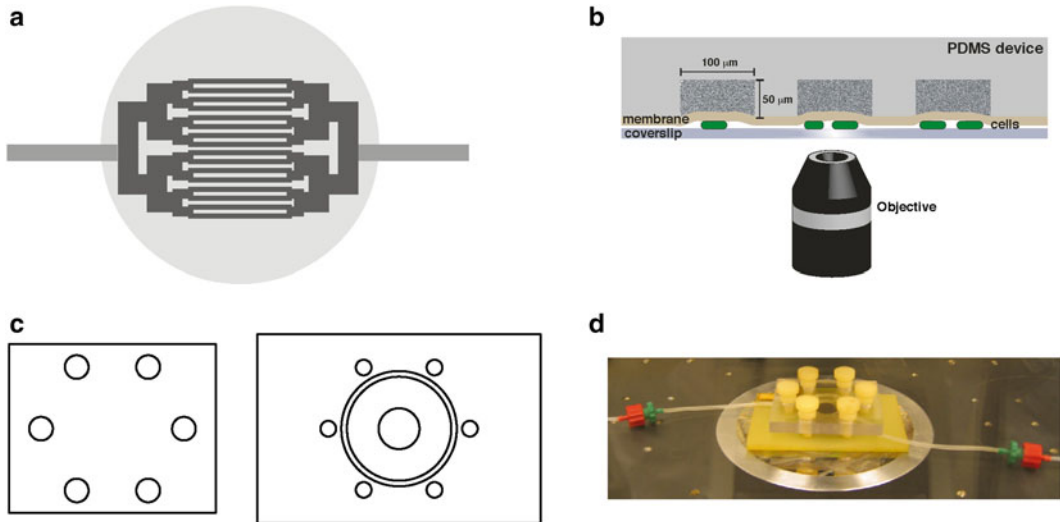 a
b
PDMS device
100 µm
50 µm
membrane
coverslip
cells
Objective
c
d